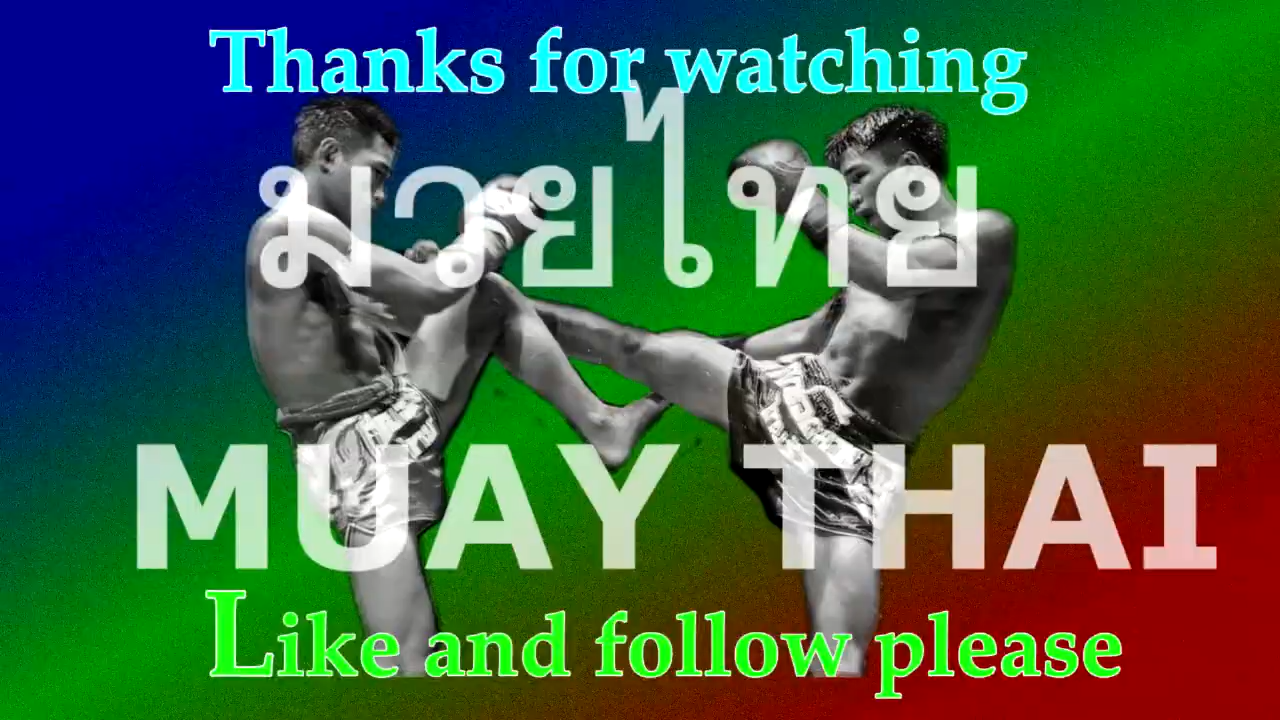 Thanks for watching
มวยไทย
MUAY THAI
Like and follow please